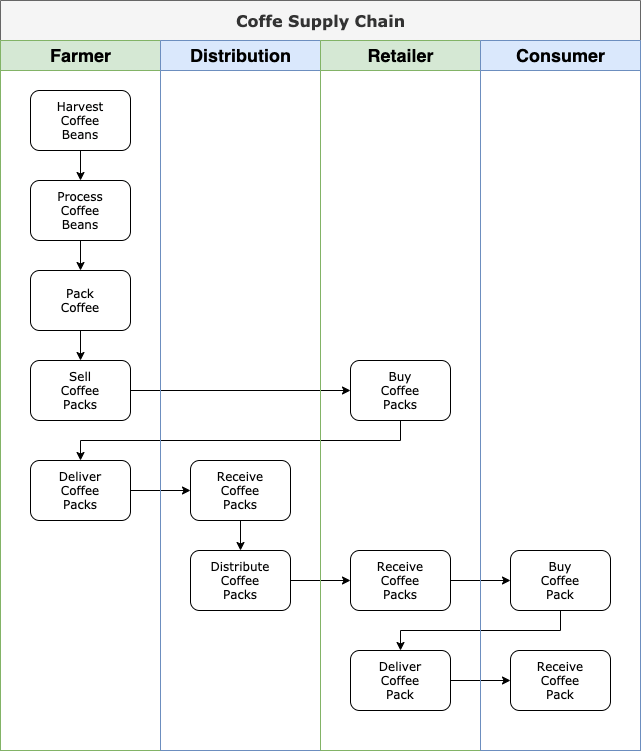 Coffe Supply Chain
Farmer
Distribution
Retailer
Consumer
Harvest
Coffee
Beans
Process
Coffee
Beans
Pack
Coffee
Sell
Coffee
Packs
Buy
Coffee
Packs
Deliver
Coffee
Packs
Receive
Coffee
Packs
Distribute
Coffee
Packs
Receive
Coffee
Packs
Buy
Coffee
Pack
Deliver
Coffee
Pack
Receive
Coffee
Pack